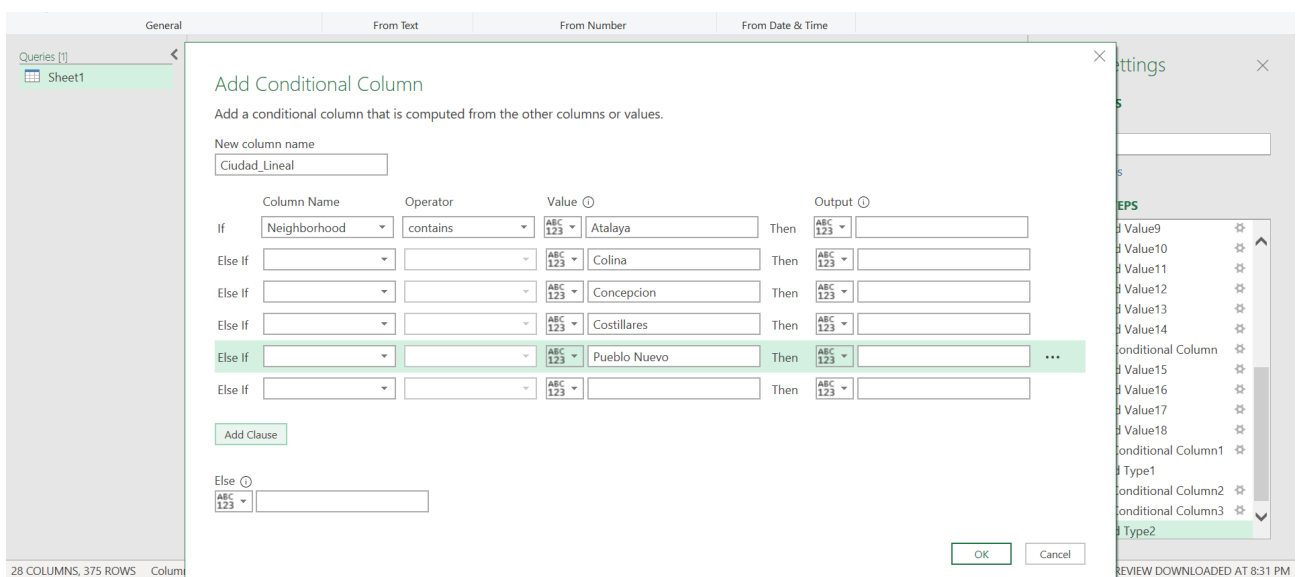 General From Text From Number From Date & Time
Queries [1]
Sheet1
ettings
Add Conditional Column
Add a conditional column that is computed from the other columns or values.
New column name
Ciudad_Lineal
Column Name Operator Value Output
If Neighborhood contains ABC 123 Atalaya Then ABC 123
Else If ABC 123 Colina Then ABC 123
Else If ABC 123 Concepcion Then ABC 123
Else If ABC 123 Costillares Then ABC 123
Else If ABC 123 Pueblo Nuevo Then ABC 123 ...
Else If ABC 123 Then ABC 123
Add Clause
Else
ABC 123
OK Cancel
S
s
EPS
d Value9
d Value10
d Value11
d Value12
d Value13
d Value14
Conditional Column
d Value15
d Value16
d Value17
d Value18
Conditional Column1
d Type1
Conditional Column2
Conditional Column3
d Type2
28 COLUMNS, 375 ROWS Colum
REVIEW DOWNLOADED AT 8:31 PM